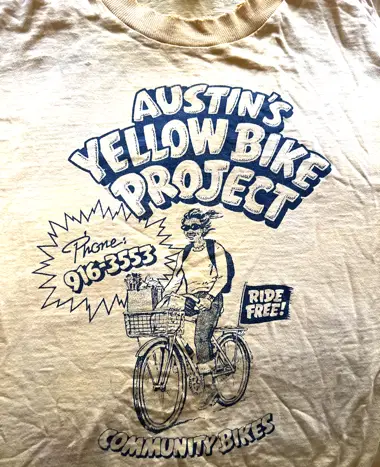 AUSTIN'S
YELLOW BIKE
PROJECT
Phone:
916-3553
RIDE
FREE!
COMMUNITY BIKES